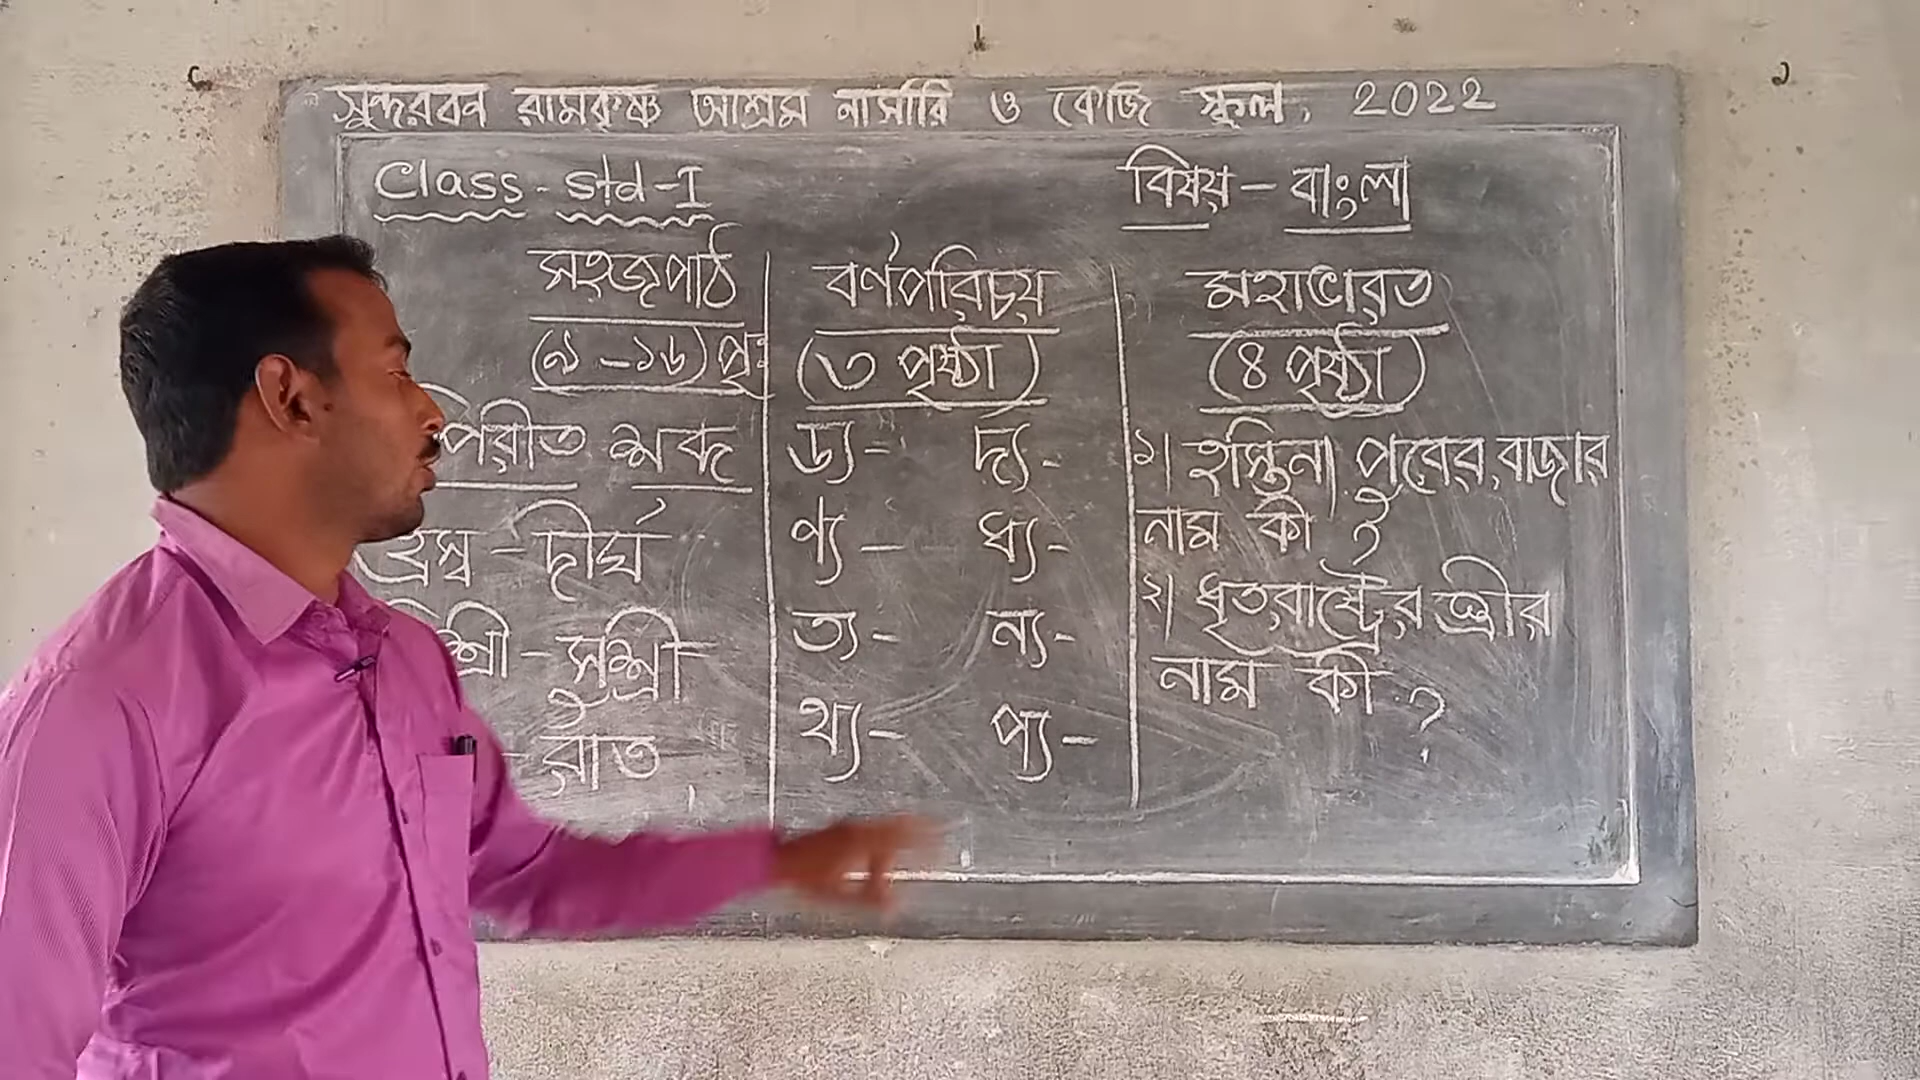 সুন্দরবন রামকৃষ্ণ আশ্রম নার্সারি ও কেজি স্কুল, 2022
Class - Std-I
বিষয় - বাংলা
সহজপাঠ
(৯ - ১৬) পৃঃ
পরীত শব্দ
হ্রস্ব - দীর্ঘ
শ্রী - সুশ্রী
- রাত
বর্ণপরিচয়
(৩ পৃষ্ঠা)
ড্য - দ্য -
ণ্য - ধ্য -
ত্য - ন্য -
থ্য - প্য -
মহাভারত
(৪ পৃষ্ঠা)
১। হস্তিনা পুরের রাজার
নাম কী ?
২। ধৃতরাষ্ট্রের স্ত্রীর
নাম কী ?